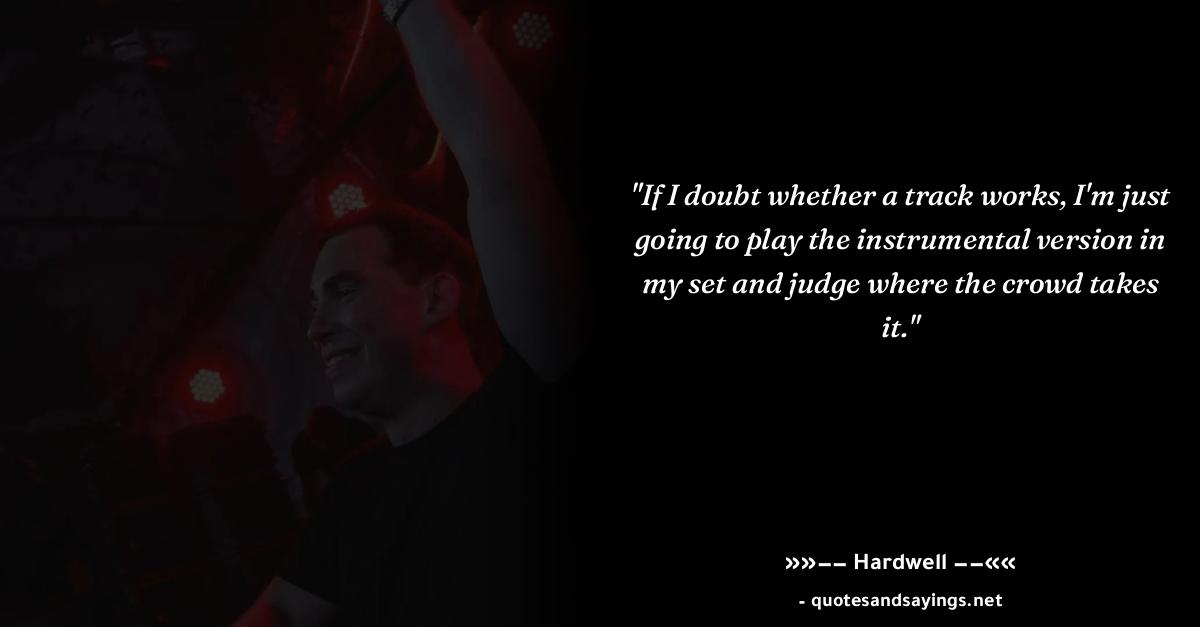 "If I doubt whether a track works, I'm just
going to play the instrumental version in
my set and judge where the crowd takes
it."
»»−− Hardwell −−««
- quotesandsayings.net